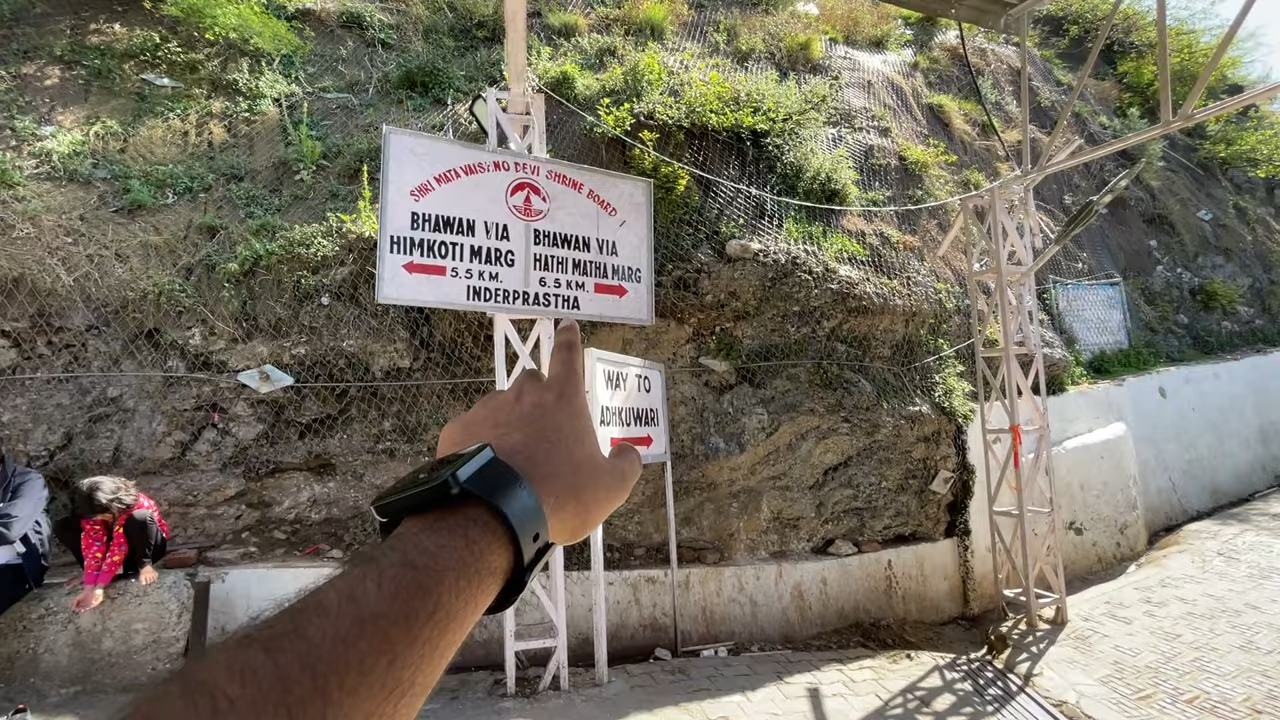 SHRI MATA VAISHNO DEVI SHRINE BOARD
BHAWAN VIA
HIMKOTI MARG
5.5 KM.
BHAWAN VIA
HATHI MATHA MARG
6.5 KM.
INDERPRASTHA
WAY TO
ADHKUWARI